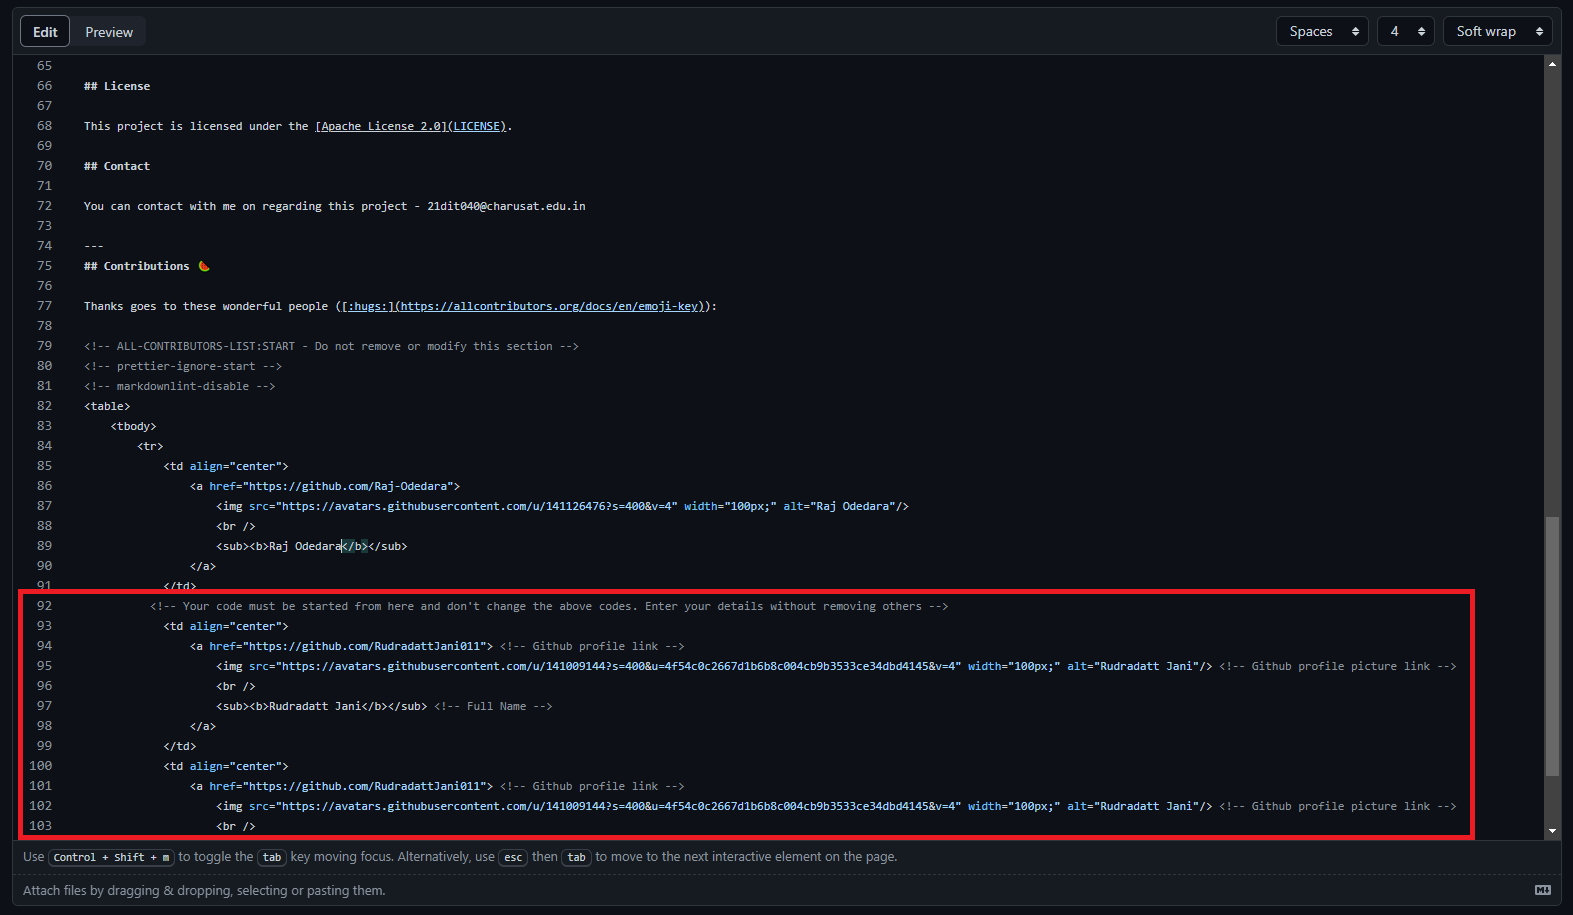 Edit Preview Spaces 4 Soft wrap
65
66 ## License
67
68 This project is licensed under the [Apache License 2.0](LICENSE).
69
70 ## Contact
71
72 You can contact with me on regarding this project - 21dit040@charusat.edu.in
73
74 ---
75 ## Contributions 🍉
76
77 Thanks goes to these wonderful people ([:hugs:](https://allcontributors.org/docs/en/emoji-key)):
78
79 <!-- ALL-CONTRIBUTORS-LIST:START - Do not remove or modify this section -->
80 <!-- prettier-ignore-start -->
81 <!-- markdownlint-disable -->
82 <table>
83 <tbody>
84 <tr>
85 <td align="center">
86 <a href="https://github.com/Raj-Odedara">
87 <img src="https://avatars.githubusercontent.com/u/141126476?s=400&v=4" width="100px;" alt="Raj Odedara"/>
88 <br />
89 <sub><b>Raj Odedara</b></sub>
90 </a>
91 </td>
92 <!-- Your code must be started from here and don't change the above codes. Enter your details without removing others -->
93 <td align="center">
94 <a href="https://github.com/RudradattJani011"> <!-- Github profile link -->
95 <img src="https://avatars.githubusercontent.com/u/141009144?s=400&u=4f54c0c2667d1b6b8c004cb9b3533ce34dbd4145&v=4" width="100px;" alt="Rudradatt Jani"/> <!-- Github profile picture link -->
96 <br />
97 <sub><b>Rudradatt Jani</b></sub> <!-- Full Name -->
98 </a>
99 </td>
100 <td align="center">
101 <a href="https://github.com/RudradattJani011"> <!-- Github profile link -->
102 <img src="https://avatars.githubusercontent.com/u/141009144?s=400&u=4f54c0c2667d1b6b8c004cb9b3533ce34dbd4145&v=4" width="100px;" alt="Rudradatt Jani"/> <!-- Github profile picture link -->
103 <br />
Use Control + Shift + m to toggle the tab key moving focus. Alternatively, use esc then tab to move to the next interactive element on the page.
Attach files by dragging & dropping, selecting or pasting them.